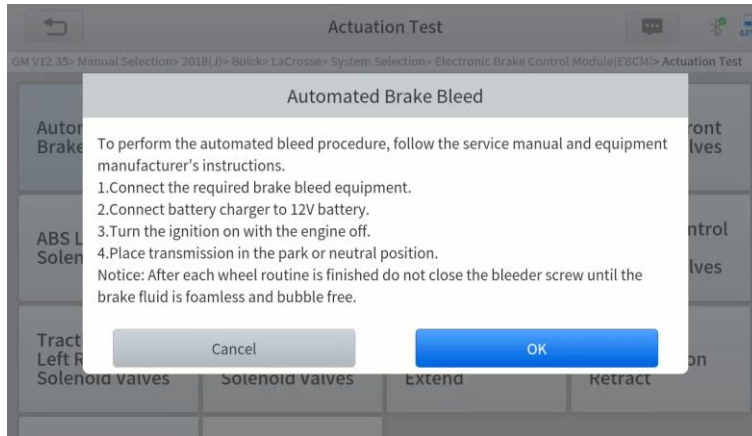 Actuation Test
GM V12.35> Manual Selection> 2018(J)> Buick> LaCrosse> System Selection> Electronic Brake Control Module(EBCM)> Actuation Test
Automated Brake Bleed
To perform the automated bleed procedure, follow the service manual and equipment
manufacturer's instructions.
1.Connect the required brake bleed equipment.
2.Connect battery charger to 12V battery.
3.Turn the ignition on with the engine off.
4.Place transmission in the park or neutral position.
Notice: After each wheel routine is finished do not close the bleeder screw until the
brake fluid is foamless and bubble free.
Cancel
OK
Brake
ABS
Solenoid Valves
Solenoid Valves
Extend
Retract